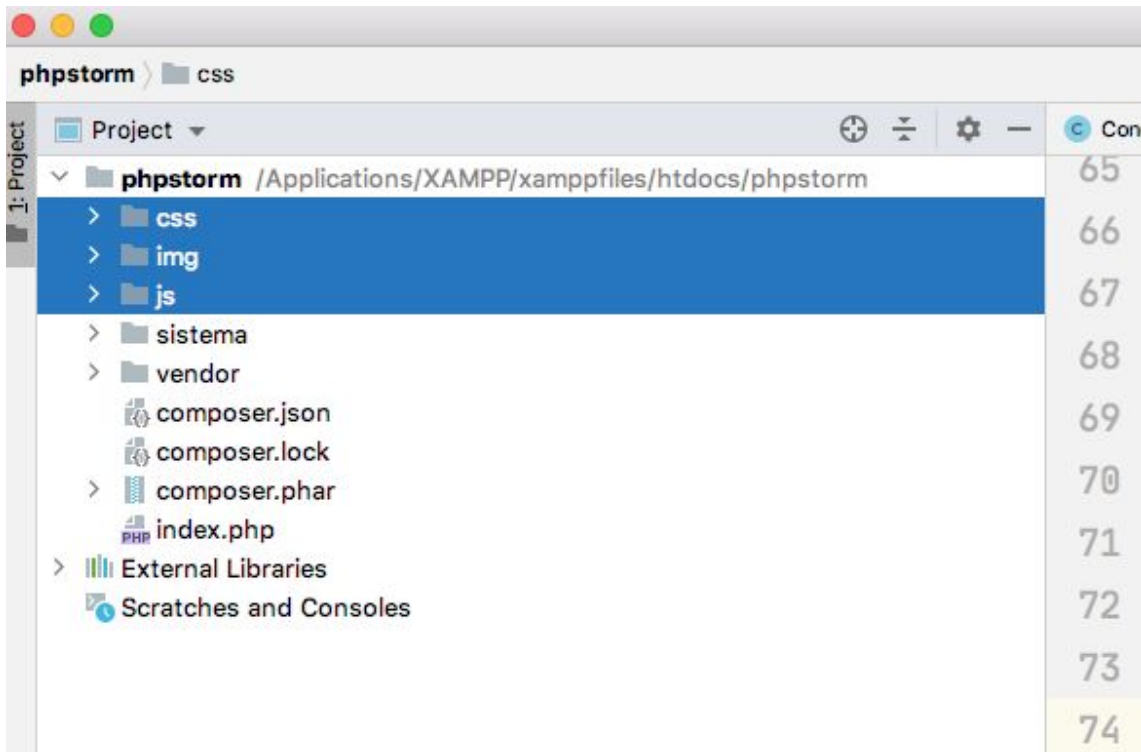 phpstorm css
1: Project
Project
phpstorm /Applications/XAMPP/xamppfiles/htdocs/phpstorm
css
img
js
sistema
vendor
composer.json
composer.lock
composer.phar
PHP index.php
External Libraries
Scratches and Consoles
C Con
65
66
67
68
69
70
71
72
73
74